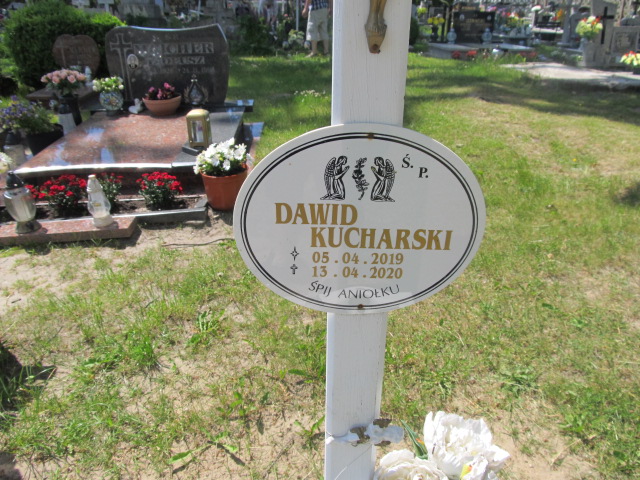 Ś. P.
DAWID
KUCHARSKI
05.04.2019
13.04.2020
ŚPIJ ANIOŁKU